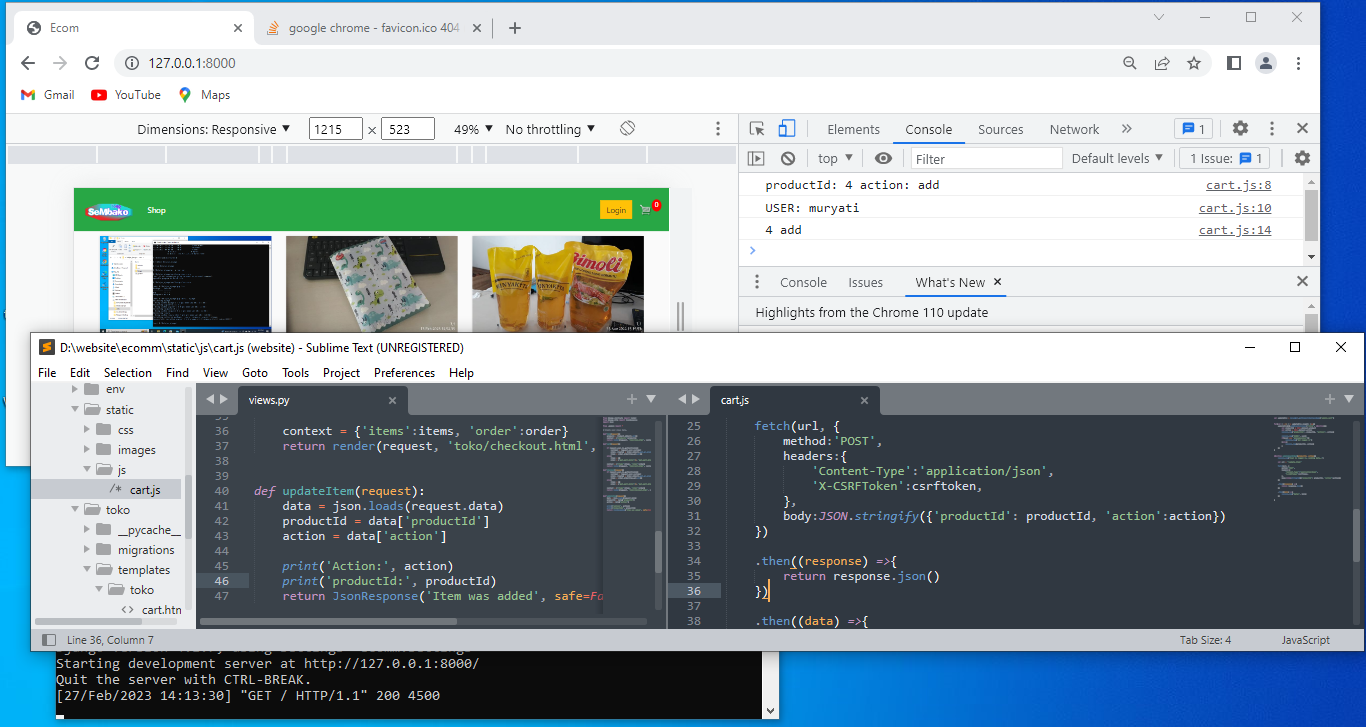 Ecom
google chrome - favicon.ico 404
127.0.0.1:8000
Gmail
YouTube
Maps
Dimensions: Responsive ▼ 1215 × 523 49% ▼ No throttling ▼
Elements Console Sources Network » 1
top ▼ Filter Default levels ▼ 1 Issue: 1
SeMbako Shop Login 0
Bimoli
productId: 4 action: add cart.js:8
USER: muryati cart.js:10
4 add cart.js:14
>
Console Issues What's New ×
Highlights from the Chrome 110 update
D:\website\ecomm\static\js\cart.js (website) - Sublime Text (UNREGISTERED)
File Edit Selection Find View Goto Tools Project Preferences Help
env
static
css
images
js
/* cart.js
toko
__pycache__
migrations
templates
toko
<> cart.htn
views.py
36 context = {'items':items, 'order':order}
37 return render(request, 'toko/checkout.html',
38
39
40 def updateItem(request):
41 data = json.loads(request.data)
42 productId = data['productId']
43 action = data['action']
44
45 print('Action:', action)
46 print('productId:', productId)
47 return JsonResponse('Item was added', safe=Fa
cart.js
25 fetch(url, {
26 method:'POST',
27 headers:{
28 'Content-Type':'application/json',
29 'X-CSRFToken':csrftoken,
30 },
31 body:JSON.stringify({'productId': productId, 'action':action})
32 })
33
34 .then((response) =>{
35 return response.json()
36 })
37
38 .then((data) =>{
Line 36, Column 7 Tab Size: 4 JavaScript
Starting development server at http://127.0.0.1:8000/
Quit the server with CTRL-BREAK.
[27/Feb/2023 14:13:30] "GET / HTTP/1.1" 200 4500